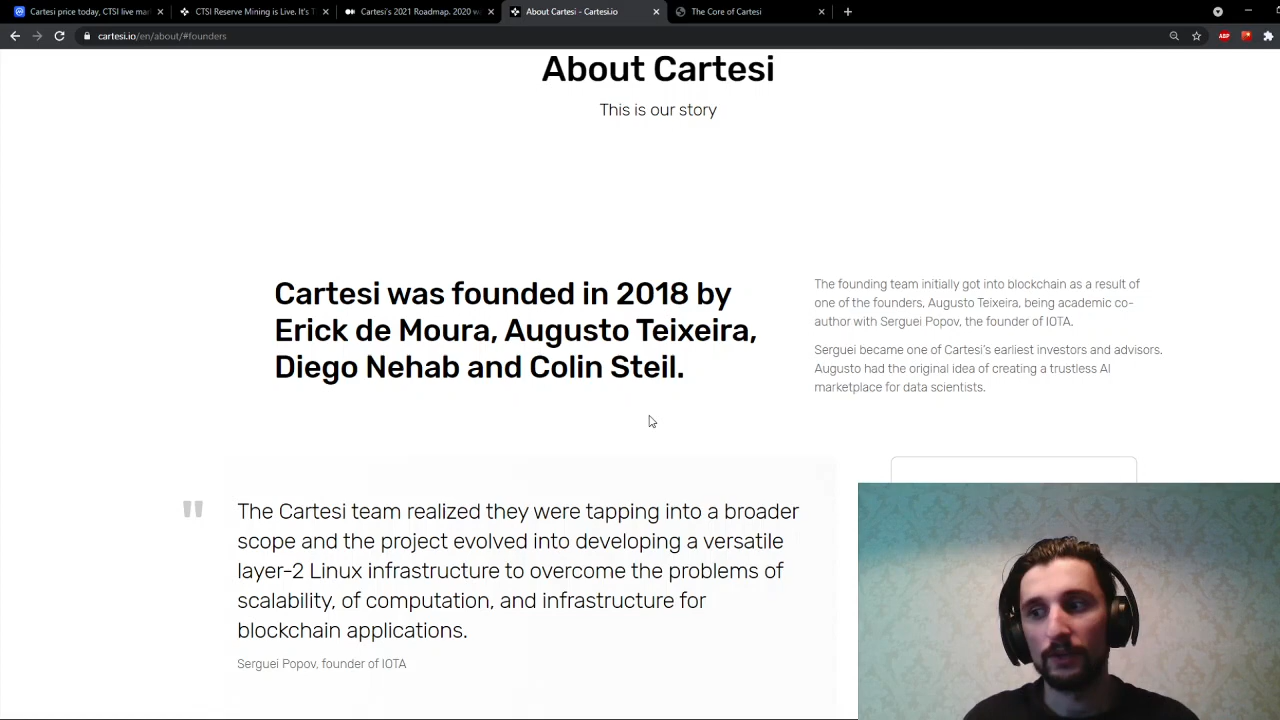 Cartesi price today, CTSI live ma
CTSI Reserve Mining is Live. It's T
Cartesi's 2021 Roadmap. 2020 w
About Cartesi - Cartesi.io
The Core of Cartesi
cartesi.io/en/about/#founders
ABP
About Cartesi
This is our story
Cartesi was founded in 2018 by
Erick de Moura, Augusto Teixeira,
Diego Nehab and Colin Steil.
The founding team initially got into blockchain as a result of
one of the founders, Augusto Teixeira, being academic co-
author with Serguei Popov, the founder of IOTA.
Serguei became one of Cartesi's earliest investors and advisors.
Augusto had the original idea of creating a trustless AI
marketplace for data scientists.
"
The Cartesi team realized they were tapping into a broader
scope and the project evolved into developing a versatile
layer-2 Linux infrastructure to overcome the problems of
scalability, of computation, and infrastructure for
blockchain applications.
Serguei Popov, founder of IOTA